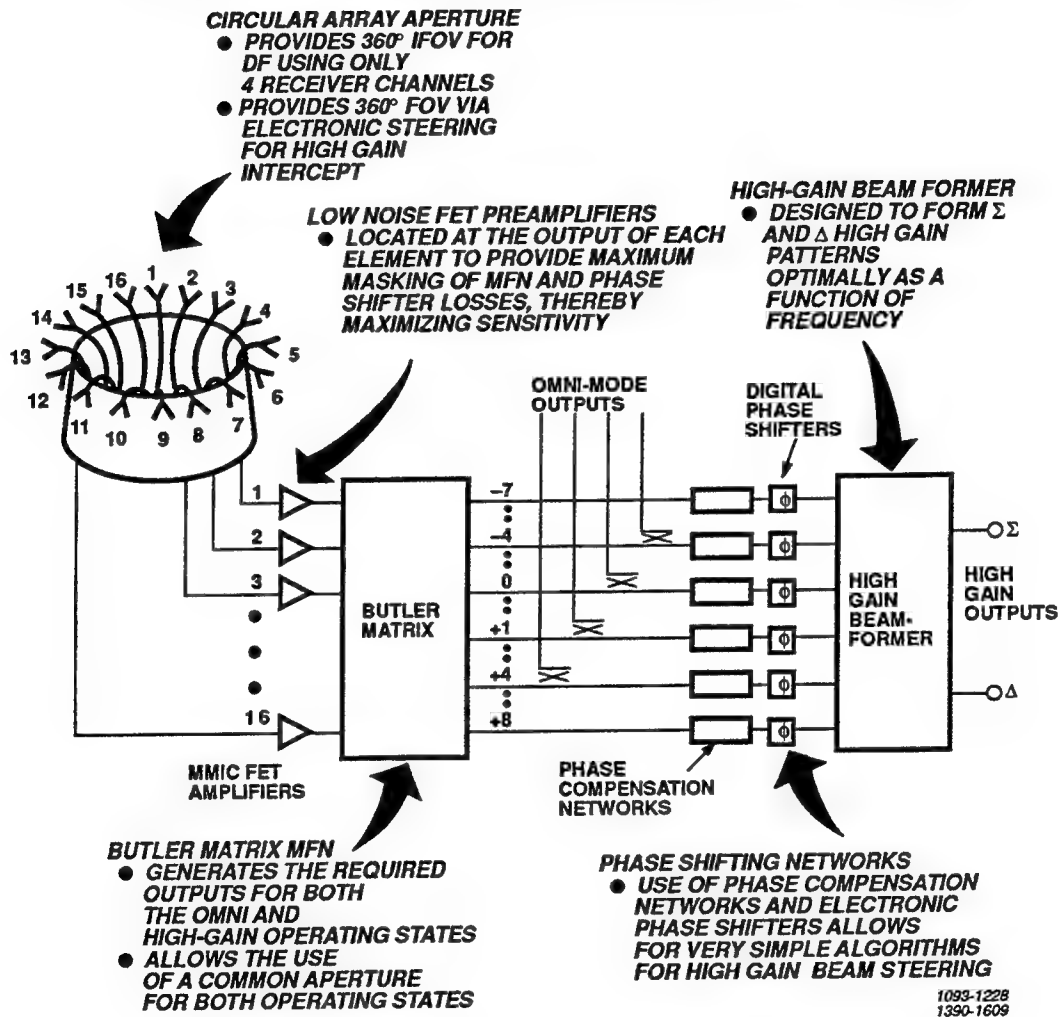 CIRCULAR ARRAY APERTURE
● PROVIDES 360° IFOV FOR
DF USING ONLY
4 RECEIVER CHANNELS
● PROVIDES 360° FOV VIA
ELECTRONIC STEERING
FOR HIGH GAIN
INTERCEPT
LOW NOISE FET PREAMPLIFIERS
● LOCATED AT THE OUTPUT OF EACH
ELEMENT TO PROVIDE MAXIMUM
MASKING OF MFN AND PHASE
SHIFTER LOSSES, THEREBY
MAXIMIZING SENSITIVITY
HIGH-GAIN BEAM FORMER
● DESIGNED TO FORM Σ
AND Δ HIGH GAIN
PATTERNS
OPTIMALLY AS A
FUNCTION OF
FREQUENCY
1
2
3
4
5
6
7
8
9
10
11
12
13
14
15
16
OMNI-MODE
OUTPUTS
DIGITAL
PHASE
SHIFTERS
1
2
3
16
MMIC FET
AMPLIFIERS
BUTLER
MATRIX
–7
–4
0
+1
+4
+8
ϕ
ϕ
ϕ
ϕ
ϕ
ϕ
PHASE
COMPENSATION
NETWORKS
HIGH
GAIN
BEAM-
FORMER
Σ
HIGH
GAIN
OUTPUTS
Δ
BUTLER MATRIX MFN
● GENERATES THE REQUIRED
OUTPUTS FOR BOTH
THE OMNI AND
HIGH-GAIN OPERATING STATES
● ALLOWS THE USE
OF A COMMON APERTURE
FOR BOTH OPERATING STATES
PHASE SHIFTING NETWORKS
● USE OF PHASE COMPENSATION
NETWORKS AND ELECTRONIC
PHASE SHIFTERS ALLOWS
FOR VERY SIMPLE ALGORITHMS
FOR HIGH GAIN BEAM STEERING
1093-1228
1390-1609